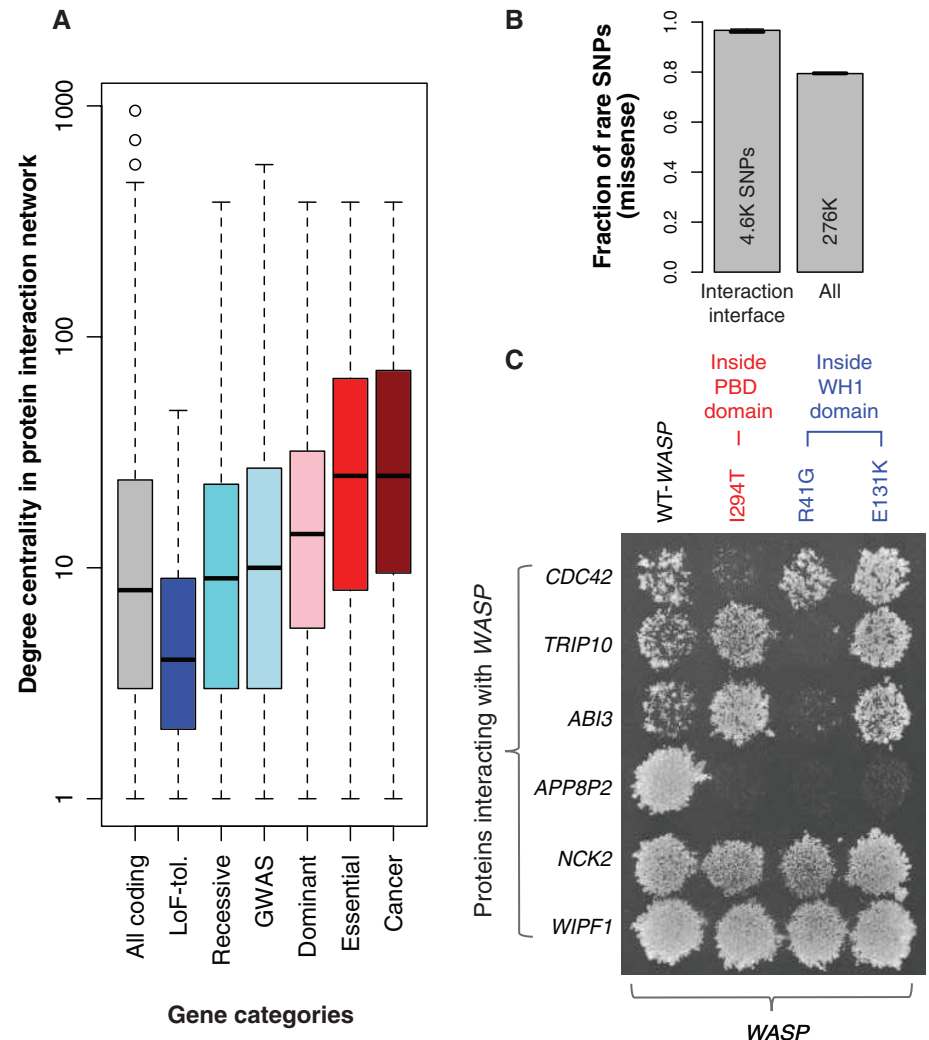 A
Degree centrality in protein interaction network
1000
100
10
1
All coding
LoF-tol.
Recessive
GWAS
Dominant
Essential
Cancer
Gene categories
B
Fraction of rare SNPs
(missense)
1.0
0.8
0.6
0.4
0.2
0.0
4.6K SNPs
276K
Interaction
interface
All
C
Inside
PBD
domain
Inside
WH1
domain
WT-WASP
I294T
R41G
E131K
Proteins interacting with WASP
CDC42
TRIP10
ABI3
APP8P2
NCK2
WIPF1
WASP